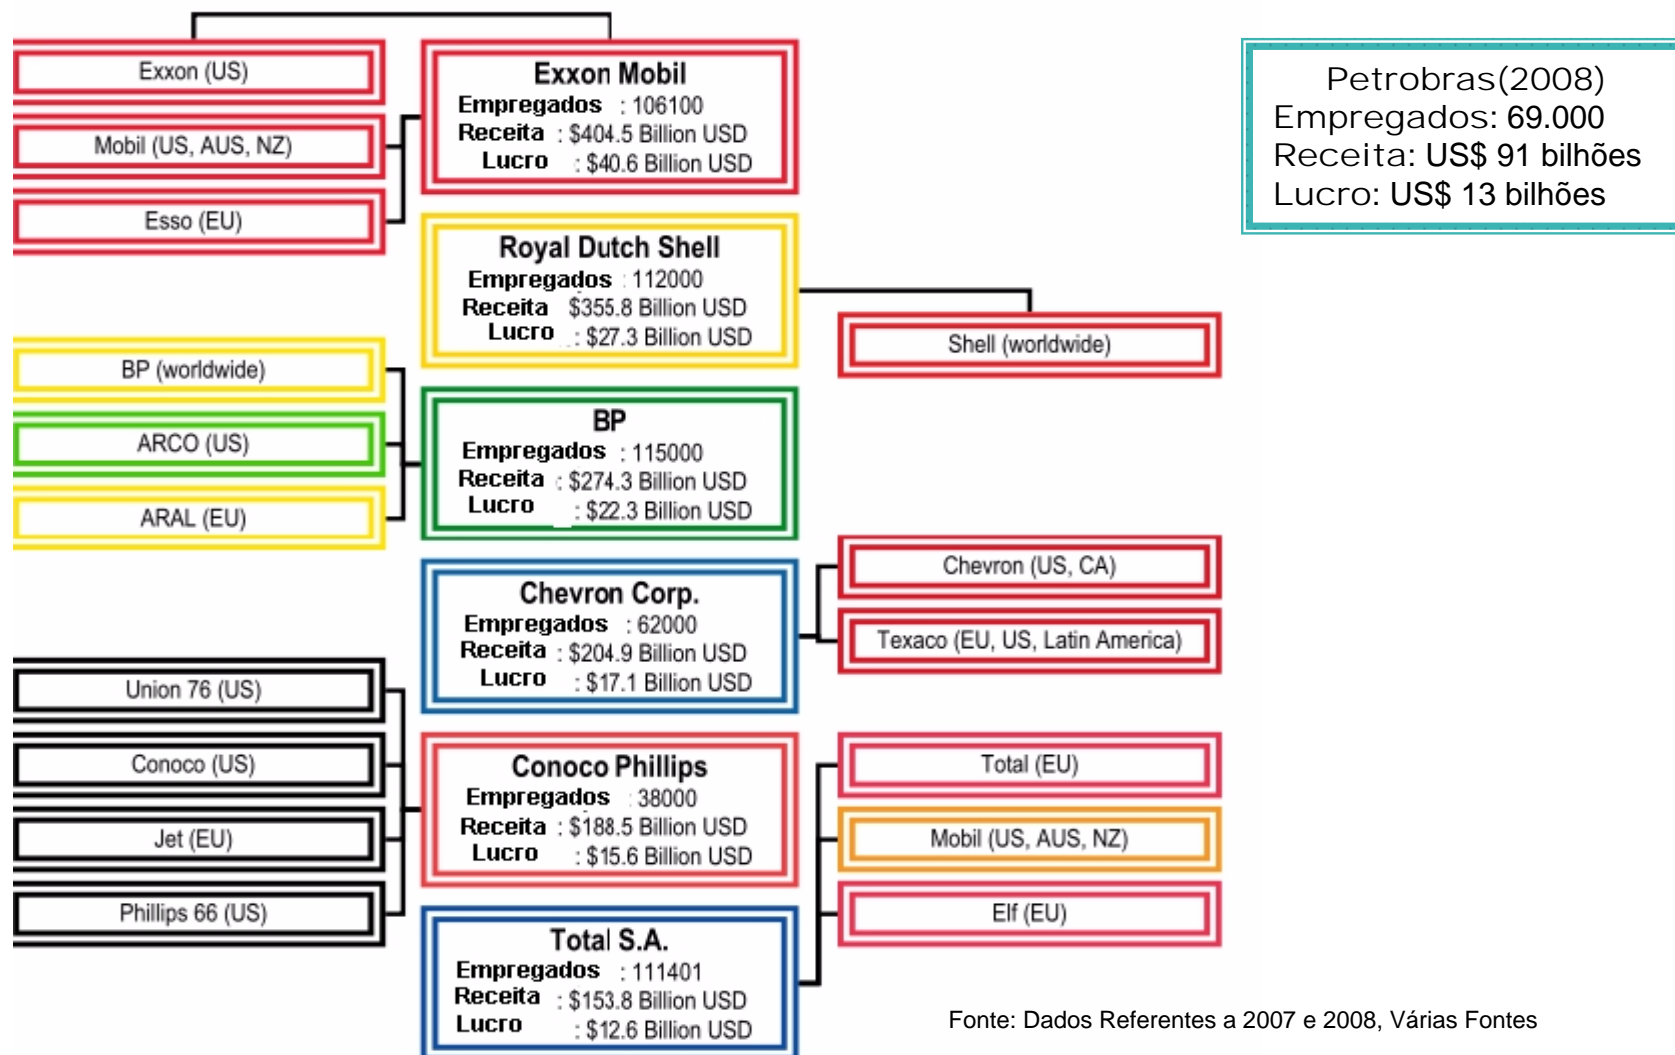 Exxon (US)
Mobil (US, AUS, NZ)
Esso (EU)
Exxon Mobil
Empregados : 106100
Receita : $404.5 Billion USD
Lucro : $40.6 Billion USD
Petrobras(2008)
Empregados: 69.000
Receita: US$ 91 bilhões
Lucro: US$ 13 bilhões
Royal Dutch Shell
Empregados : 112000
Receita $355.8 Billion USD
Lucro : $27.3 Billion USD
Shell (worldwide)
BP (worldwide)
ARCO (US)
ARAL (EU)
BP
Empregados : 115000
Receita : $274.3 Billion USD
Lucro : $22.3 Billion USD
Chevron Corp.
Empregados : 62000
Receita : $204.9 Billion USD
Lucro : $17.1 Billion USD
Chevron (US, CA)
Texaco (EU, US, Latin America)
Union 76 (US)
Conoco (US)
Jet (EU)
Phillips 66 (US)
Conoco Phillips
Empregados : 38000
Receita : $188.5 Billion USD
Lucro : $15.6 Billion USD
Total (EU)
Mobil (US, AUS, NZ)
Elf (EU)
Total S.A.
Empregados : 111401
Receita : $153.8 Billion USD
Lucro : $12.6 Billion USD
Fonte: Dados Referentes a 2007 e 2008, Várias Fontes